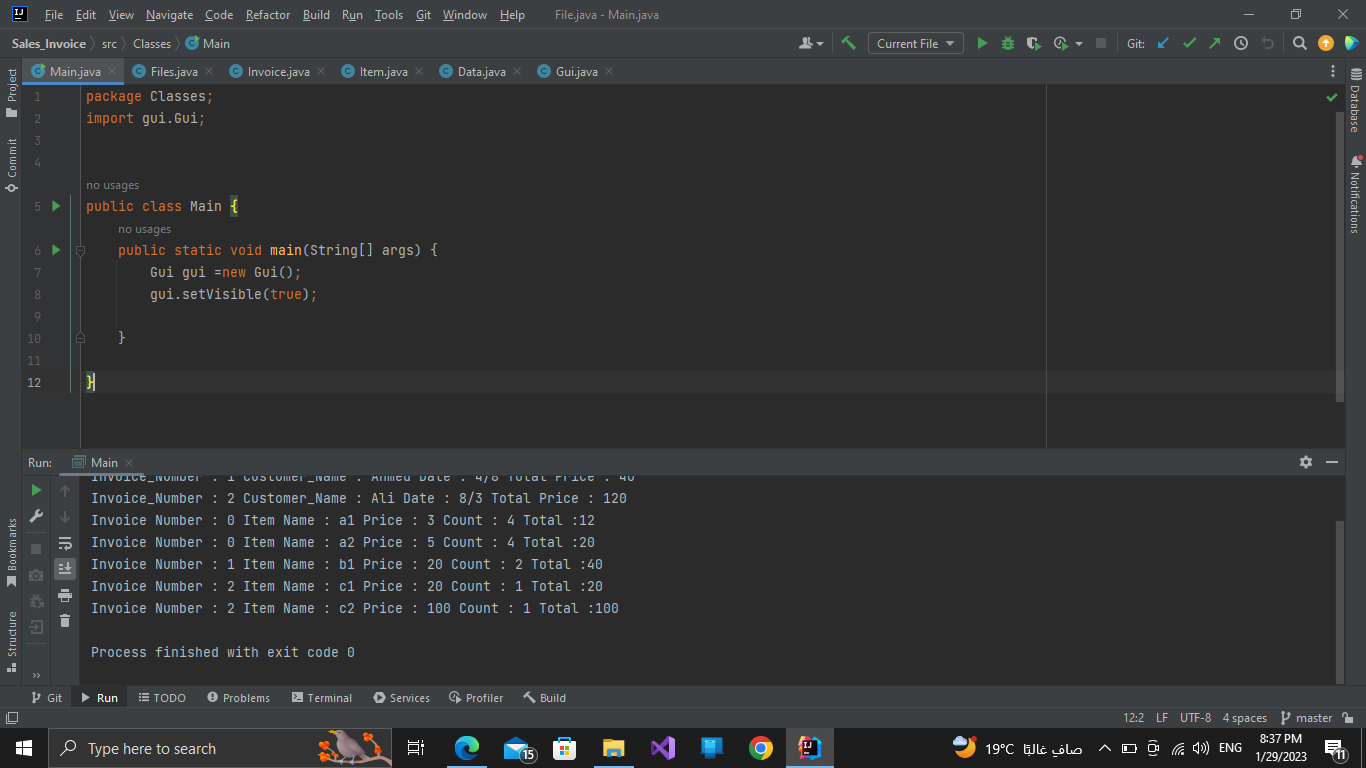 File Edit View Navigate Code Refactor Build Run Tools Git Window Help File.java - Main.java
Sales_Invoice src Classes Main Current File Git:
Main.java Files.java Invoice.java Item.java Data.java Gui.java
Project
Commit
Bookmarks
Structure
Database
Notifications
1 package Classes;
2 import gui.Gui;
3
4
no usages
5 public class Main {
no usages
6 public static void main(String[] args) {
7 Gui gui =new Gui();
8 gui.setVisible(true);
9
10 }
11
12 }
Run: Main
Invoice_Number : 1 Customer_Name : Ahmed Date : 4/8 Total Price : 40
Invoice_Number : 2 Customer_Name : Ali Date : 8/3 Total Price : 120
Invoice Number : 0 Item Name : a1 Price : 3 Count : 4 Total :12
Invoice Number : 0 Item Name : a2 Price : 5 Count : 4 Total :20
Invoice Number : 1 Item Name : b1 Price : 20 Count : 2 Total :40
Invoice Number : 2 Item Name : c1 Price : 20 Count : 1 Total :20
Invoice Number : 2 Item Name : c2 Price : 100 Count : 1 Total :100
Process finished with exit code 0
Git Run TODO Problems Terminal Services Profiler Build
12:2 LF UTF-8 4 spaces master
Type here to search 15 19°C صافٍ غالبًا ENG 8:37 PM
1/29/2023 11